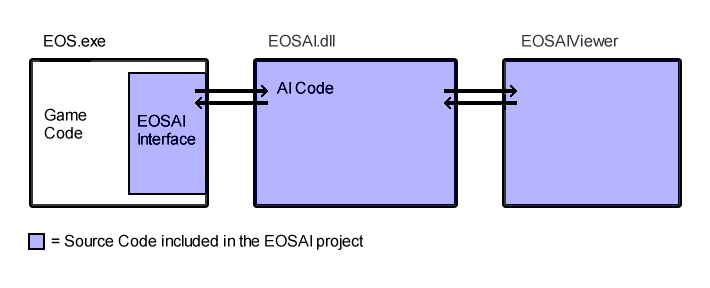 EOS.exe
EOSAI.dll
EOSAIViewer
Game
Code
EOSAI
Interface
AI Code
= Source Code included in the EOSAI project